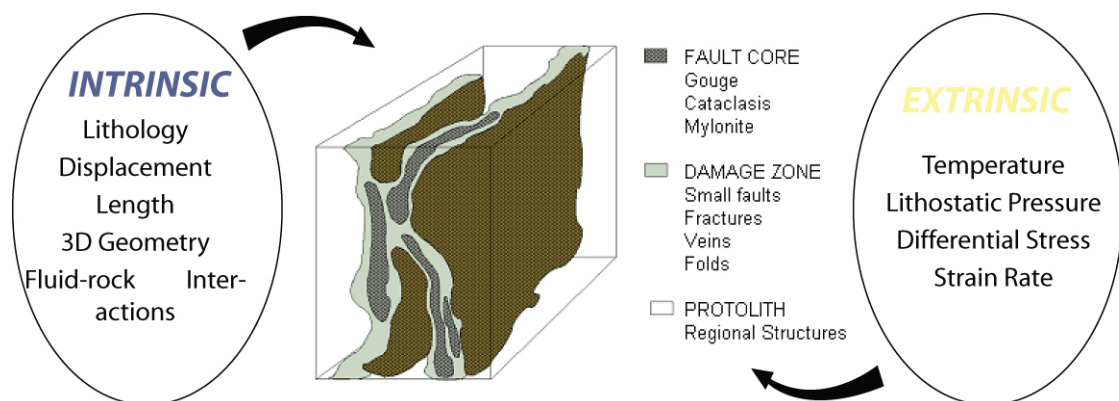 INTRINSIC
Lithology
Displacement
Length
3D Geometry
Fluid-rock Inter-
actions
FAULT CORE
Gouge
Cataclasis
Mylonite
DAMAGE ZONE
Small faults
Fractures
Veins
Folds
PROTOLITH
Regional Structures
EXTRINSIC
Temperature
Lithostatic Pressure
Differential Stress
Strain Rate